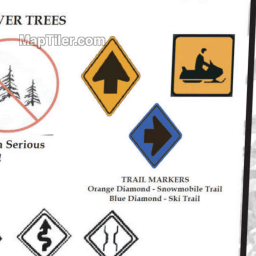 VER TREES
MapTiler.com
n Serious
!
TRAIL MARKERS
Orange Diamond - Snowmobile Trail
Blue Diamond - Ski Trail